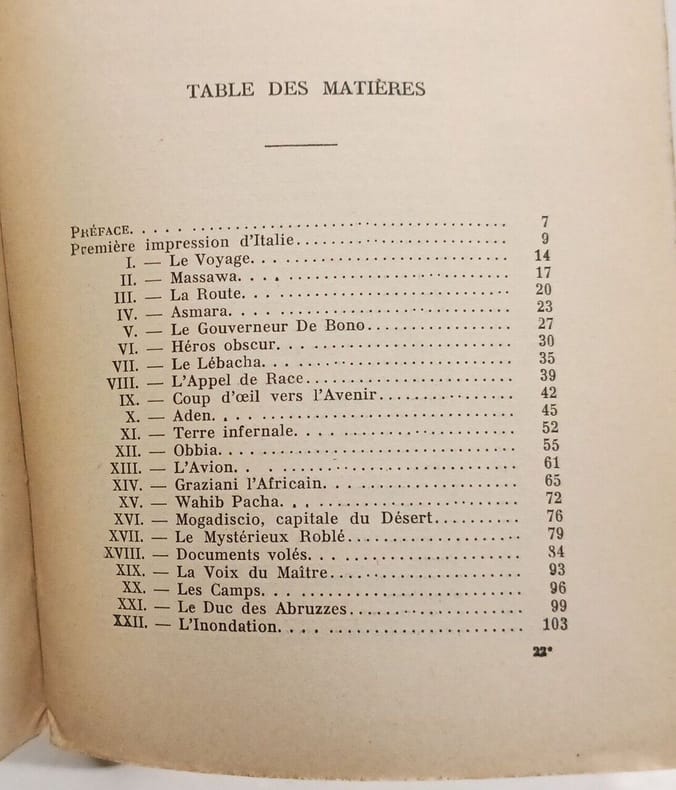 TABLE DES MATIÈRES
PRÉFACE. . . . . . . . . . . . . . . . . . . . . . . . . . . . . . . . 7
Première impression d'Italie. . . . . . . . . . . . . . . . . . . . 9
I. — Le Voyage. . . . . . . . . . . . . . . . . . . . . . . . . . 14
II. — Massawa. . . . . . . . . . . . . . . . . . . . . . . . . . 17
III. — La Route. . . . . . . . . . . . . . . . . . . . . . . . . . 20
IV. — Asmara. . . . . . . . . . . . . . . . . . . . . . . . . . 23
V. — Le Gouverneur De Bono. . . . . . . . . . . . . . 27
VI. — Héros obscur. . . . . . . . . . . . . . . . . . . . . . . 30
VII. — Le Lébacha. . . . . . . . . . . . . . . . . . . . . . . . 35
VIII. — L'Appel de Race. . . . . . . . . . . . . . . . . . . . 39
IX. — Coup d'œil vers l'Avenir. . . . . . . . . . . . . 42
X. — Aden. . . . . . . . . . . . . . . . . . . . . . . . . . . . 45
XI. — Terre infernale. . . . . . . . . . . . . . . . . . . . . 52
XII. — Obbia. . . . . . . . . . . . . . . . . . . . . . . . . . . 55
XIII. — L'Avion. . . . . . . . . . . . . . . . . . . . . . . . . . 61
XIV. — Graziani l'Africain. . . . . . . . . . . . . . . . . . 65
XV. — Wahib Pacha. . . . . . . . . . . . . . . . . . . . . . 72
XVI. — Mogadiscio, capitale du Désert. . . . . . . . . 76
XVII. — Le Mystérieux Roblé. . . . . . . . . . . . . . . . 79
XVIII. — Documents volés. . . . . . . . . . . . . . . . . . . 84
XIX. — La Voix du Maître. . . . . . . . . . . . . . . . . . 93
XX. — Les Camps. . . . . . . . . . . . . . . . . . . . . . . . 96
XXI. — Le Duc des Abruzzes. . . . . . . . . . . . . . . . 99
XXII. — L'Inondation. . . . . . . . . . . . . . . . . . . . . . 103
22*